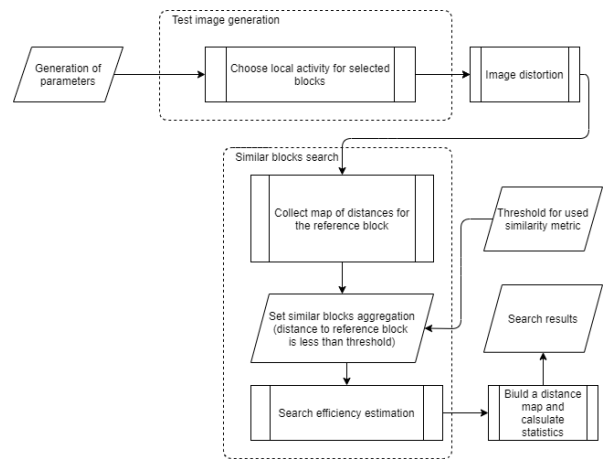 Test image generation
Generation of
parameters
Choose local activity for selected
blocks
Image distortion
Similar blocks search
Collect map of distances for
the reference block
Threshold for used
similarity metric
Set similar blocks aggregation
(distance to reference block
is less than threshold)
Search results
Search efficiency estimation
Biuld a distance
map and
calsulate
statistics